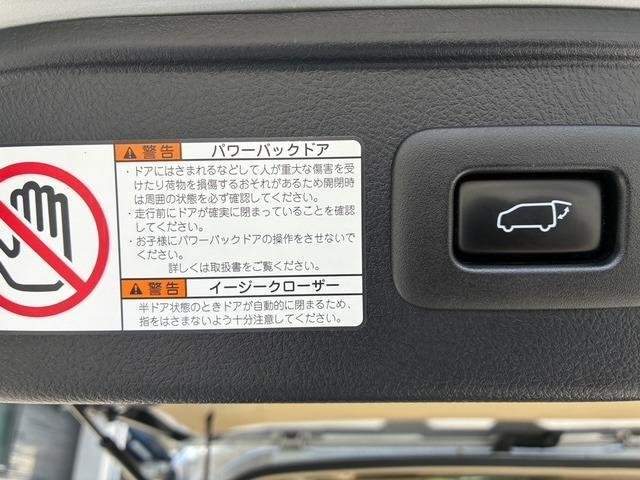 警告 パワーバックドア
・ドアにはさまれるなどして人が重大な傷害を受
けたり荷物を損傷するおそれがあるため開閉時
は周囲の状態を必ず確認してください。
・走行前にドアが確実に閉まっていることを確認
してください。
・お子様にパワーバックドアの操作をさせないで
ください。
詳しくは取扱書をご覧ください。
警告 イージークローザー
半ドア状態のときドアが自動的に閉まるため、
指をはさまないよう十分注意してください。